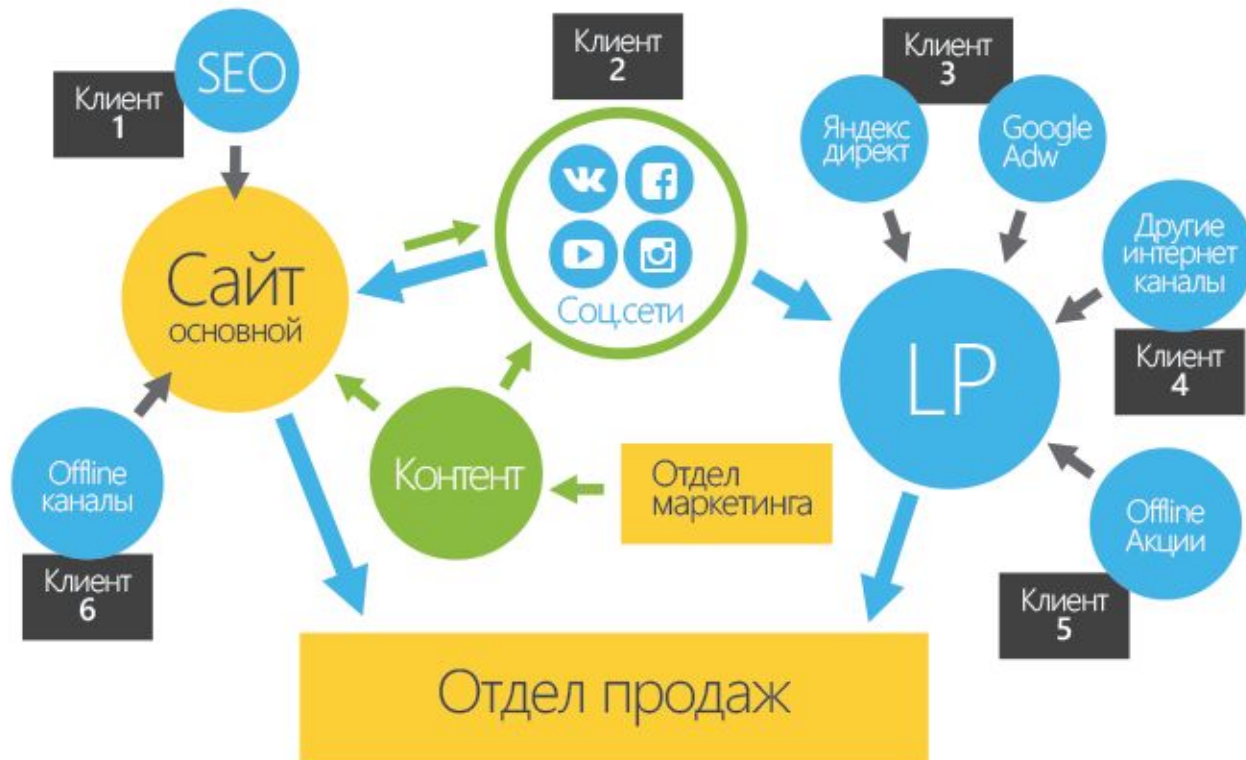 SEO
Клиент
1
Клиент
2
Клиент
3
Яндекс
директ
Google
Adw
Сайт
основной
Соц.сети
Другие
интернет
каналы
Клиент
4
LP
Контент
Отдел
маркетинга
Offline
каналы
Клиент
6
Offline
Акции
Клиент
5
Отдел продаж